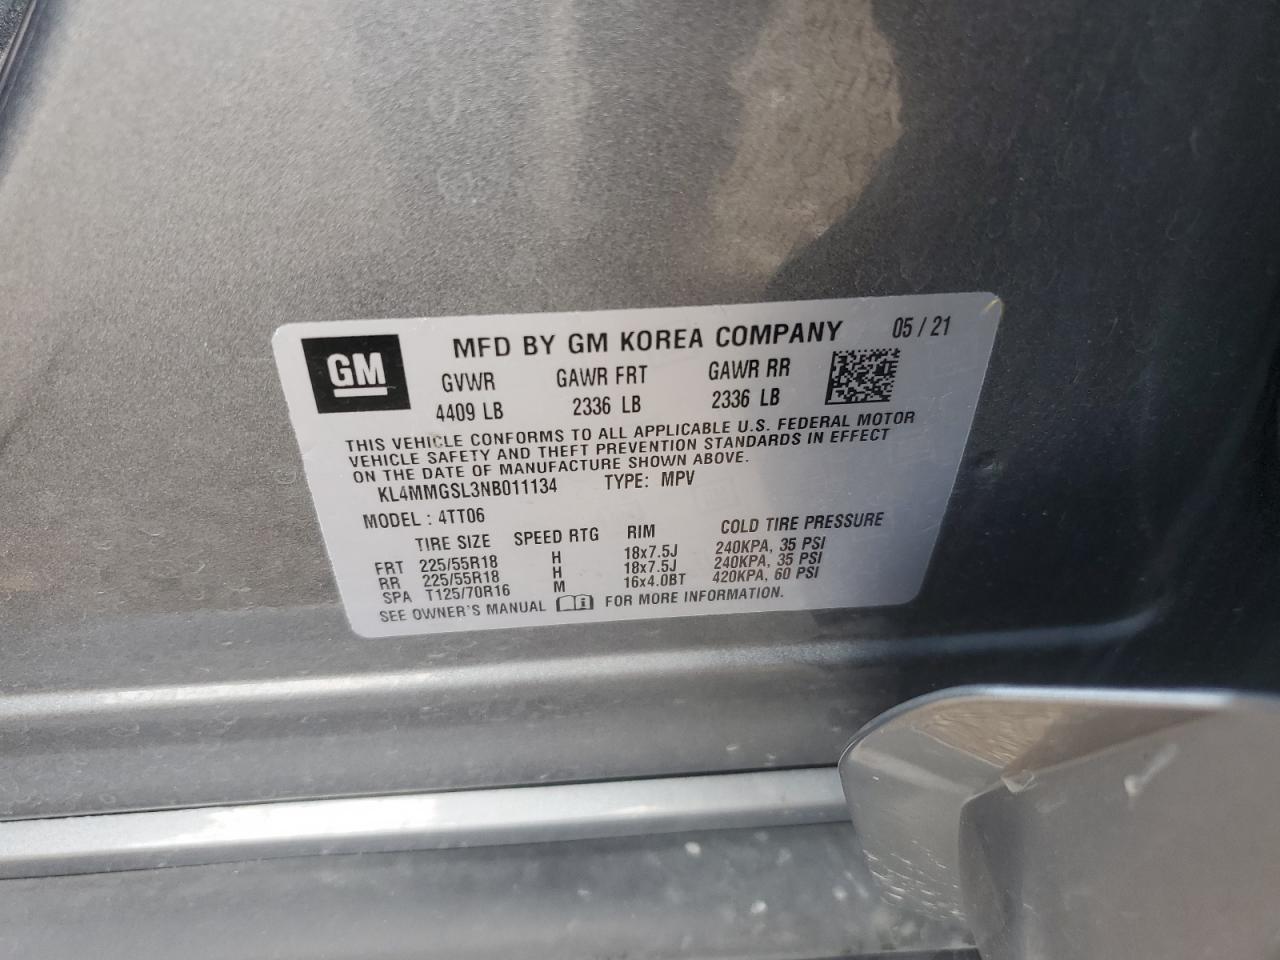 GM
MFD BY GM KOREA COMPANY 05 / 21
GVWR GAWR FRT GAWR RR
4409 LB 2336 LB 2336 LB
THIS VEHICLE CONFORMS TO ALL APPLICABLE U.S. FEDERAL MOTOR
VEHICLE SAFETY AND THEFT PREVENTION STANDARDS IN EFFECT
ON THE DATE OF MANUFACTURE SHOWN ABOVE.
KL4MMGSL3NB011134 TYPE: MPV
MODEL : 4TT06
TIRE SIZE SPEED RTG RIM COLD TIRE PRESSURE
FRT 225/55R18 H 18x7.5J 240KPA, 35 PSI
RR 225/55R18 H 18x7.5J 240KPA, 35 PSI
SPA T125/70R16 M 16x4.0BT 420KPA, 60 PSI
SEE OWNER'S MANUAL FOR MORE INFORMATION.